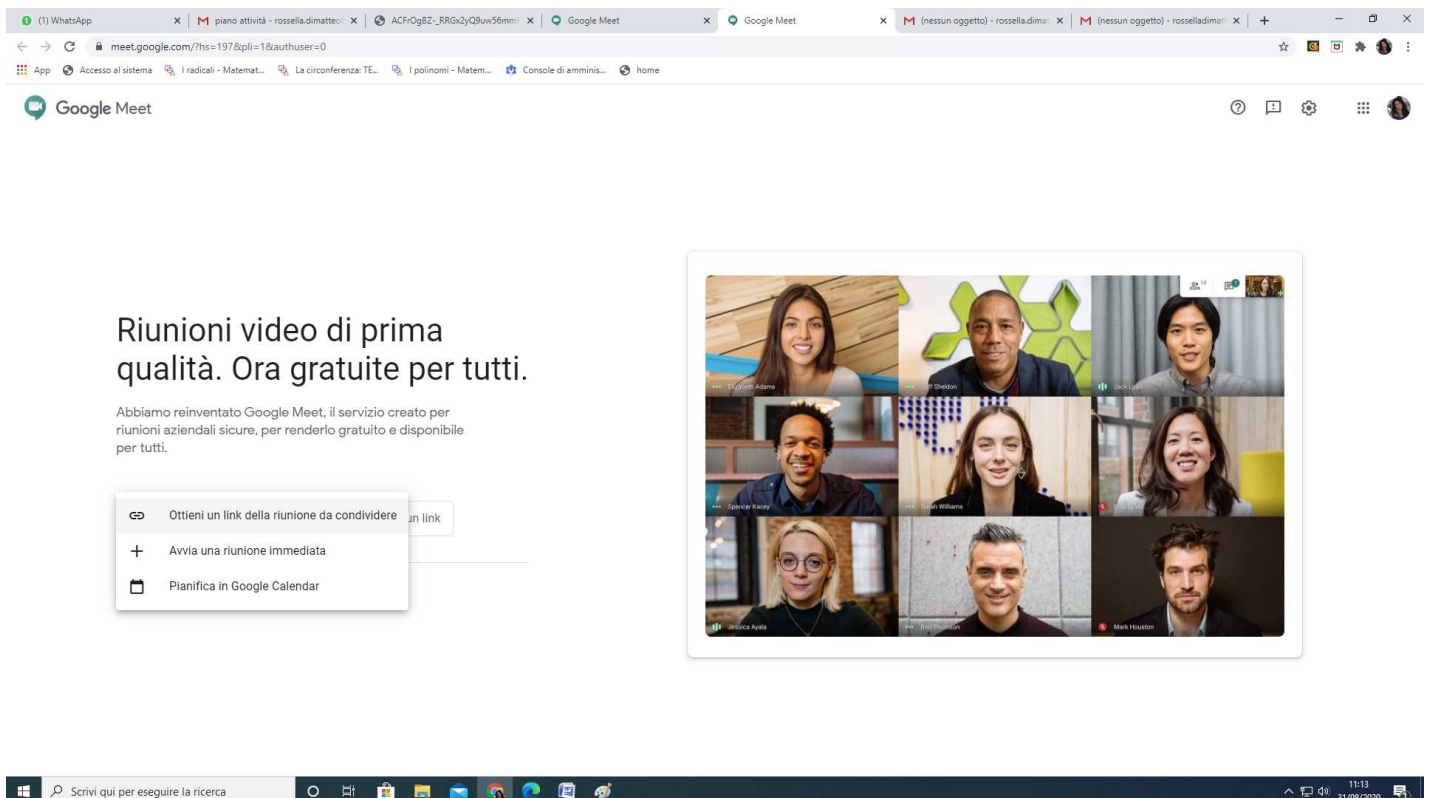 (1) WhatsApp
piano attività - rossella.dimatteo
ACFrOgBZ-_RRGx2yQ9uw56mm
Google Meet
Google Meet
(nessun oggetto) - rossella.dimat
(nessun oggetto) - rosselladimat
meet.google.com/?hs=197&pli=1&authuser=0
App
Accesso al sistema
I radicali - Matemat...
La circonferenza: TE...
I polinomi - Matem...
Console di amminis...
home
Google Meet
Riunioni video di prima
qualità. Ora gratuite per tutti.
Abbiamo reinventato Google Meet, il servizio creato per
riunioni aziendali sicure, per renderlo gratuito e disponibile
per tutti.
Ottieni un link della riunione da condividere
un link
Avvia una riunione immediata
Pianifica in Google Calendar
Elizabeth Adams
Jeff Sheldon
Jack Luan
Spencer Kacey
Sarah Williams
Jessica Ayala
Ben Thomson
Mark Houston
Scrivi qui per eseguire la ricerca
11:13
31/08/2020